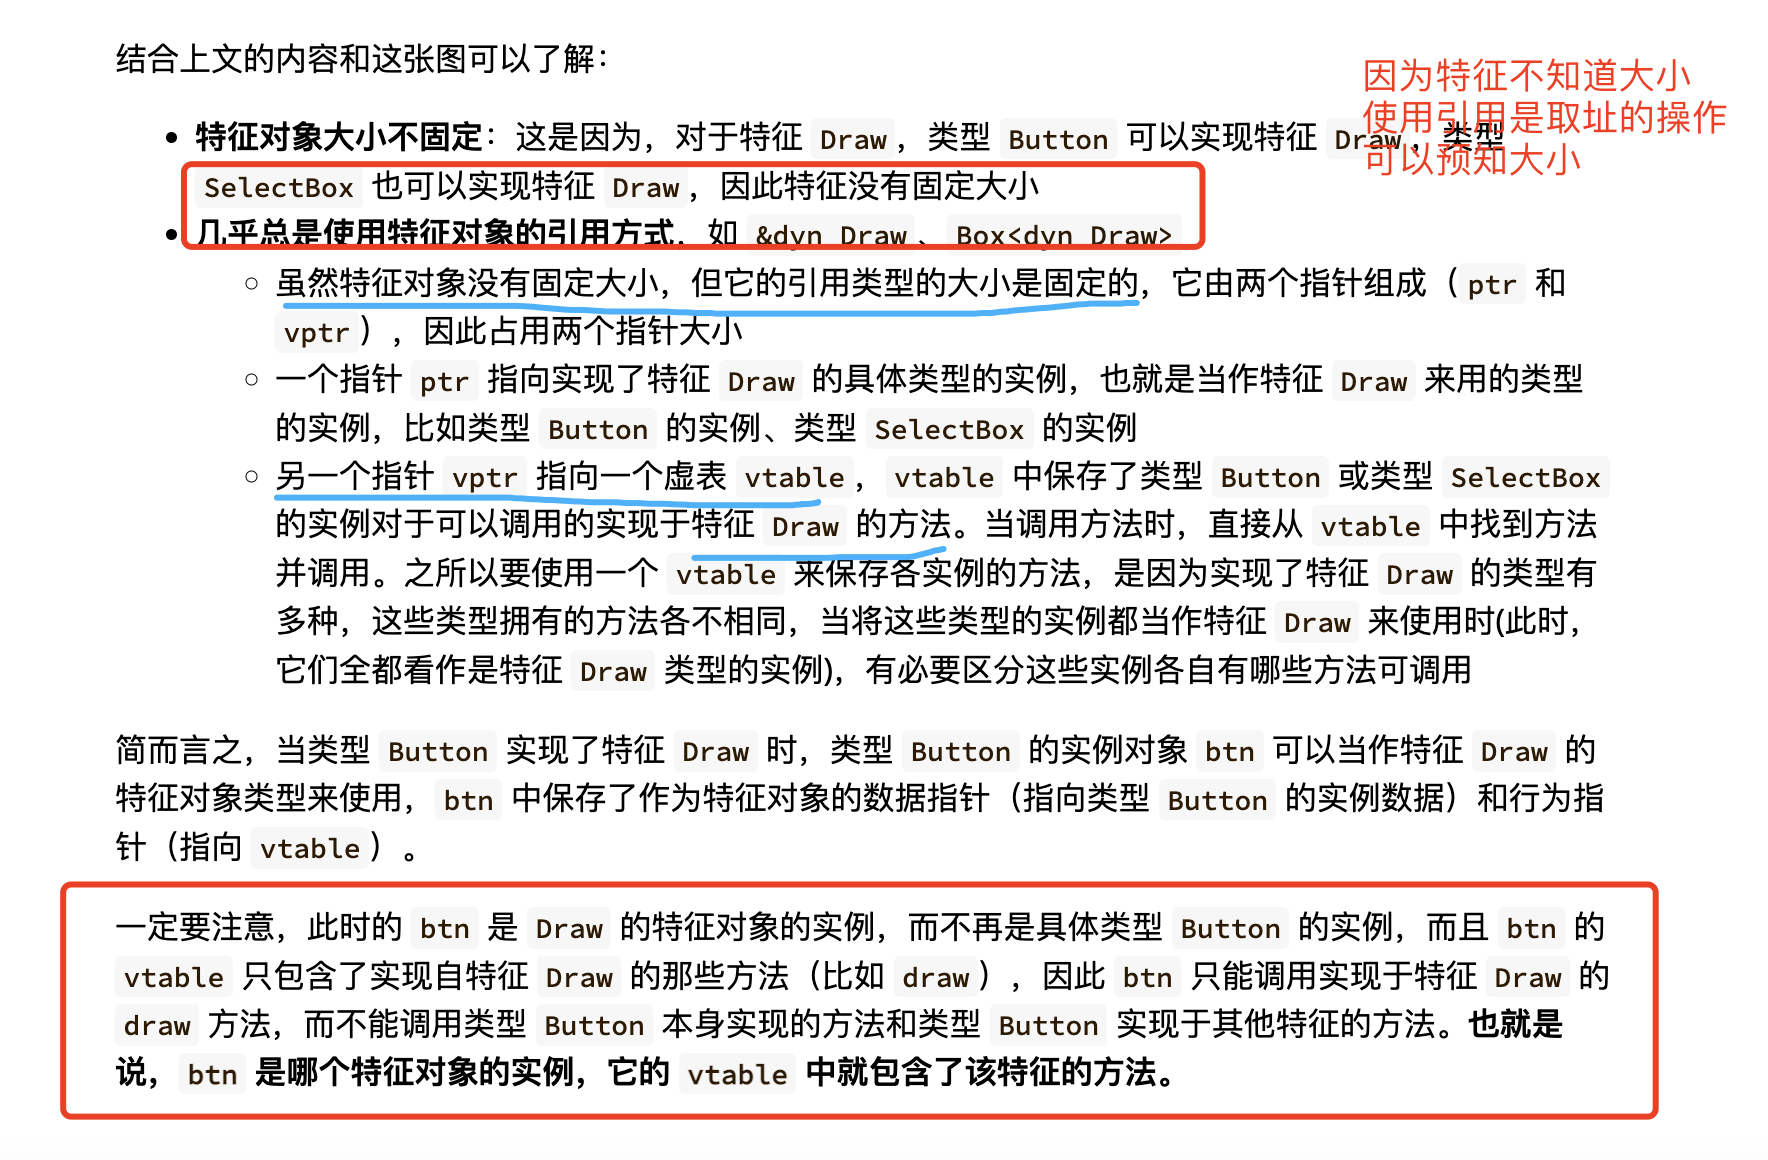 结合上文的内容和这张图可以了解：
因为特征不知道大小
使用引用是取址的操作
可以预知大小
• 特征对象大小不固定：这是因为，对于特征 Draw，类型 Button 可以实现特征 Draw，类型
SelectBox 也可以实现特征 Draw，因此特征没有固定大小
• 几乎总是使用特征对象的引用方式，如 &dyn Draw、Box<dyn Draw>
○ 虽然特征对象没有固定大小，但它的引用类型的大小是固定的，它由两个指针组成（ptr 和
vptr），因此占用两个指针大小
○ 一个指针 ptr 指向实现了特征 Draw 的具体类型的实例，也就是当作特征 Draw 来用的类型
的实例，比如类型 Button 的实例、类型 SelectBox 的实例
○ 另一个指针 vptr 指向一个虚表 vtable，vtable 中保存了类型 Button 或类型 SelectBox
的实例对于可以调用的实现于特征 Draw 的方法。当调用方法时，直接从 vtable 中找到方法
并调用。之所以要使用一个 vtable 来保存各实例的方法，是因为实现了特征 Draw 的类型有
多种，这些类型拥有的方法各不相同，当将这些类型的实例都当作特征 Draw 来使用时(此时，
它们全都看作是特征 Draw 类型的实例)，有必要区分这些实例各自有哪些方法可调用
简而言之，当类型 Button 实现了特征 Draw 时，类型 Button 的实例对象 btn 可以当作特征 Draw 的
特征对象类型来使用，btn 中保存了作为特征对象的数据指针（指向类型 Button 的实例数据）和行为指
针（指向 vtable）。
一定要注意，此时的 btn 是 Draw 的特征对象的实例，而不再是具体类型 Button 的实例，而且 btn 的
vtable 只包含了实现自特征 Draw 的那些方法（比如 draw），因此 btn 只能调用实现于特征 Draw 的
draw 方法，而不能调用类型 Button 本身实现的方法和类型 Button 实现于其他特征的方法。也就是
说，btn 是哪个特征对象的实例，它的 vtable 中就包含了该特征的方法。